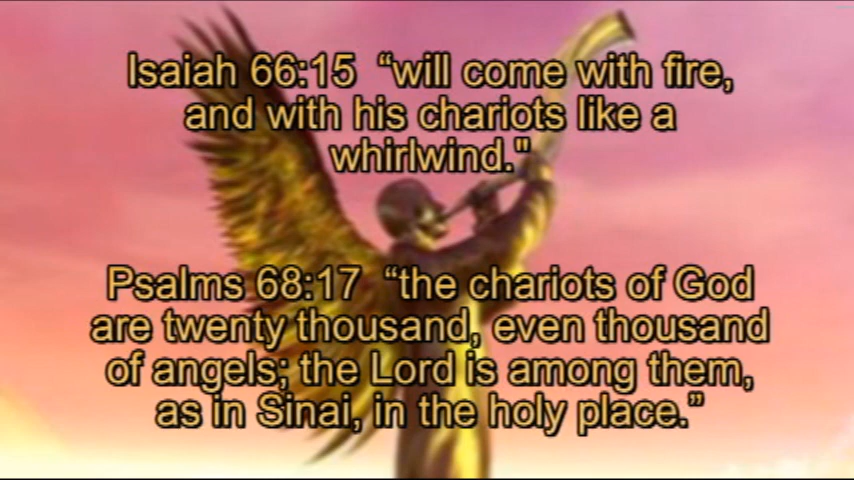 Isaiah 66:15  “will come with fire,
and with his chariots like a
whirlwind."
Psalms 68:17  “the chariots of God
are twenty thousand, even thousand
of angels; the Lord is among them,
as in Sinai, in the holy place.”